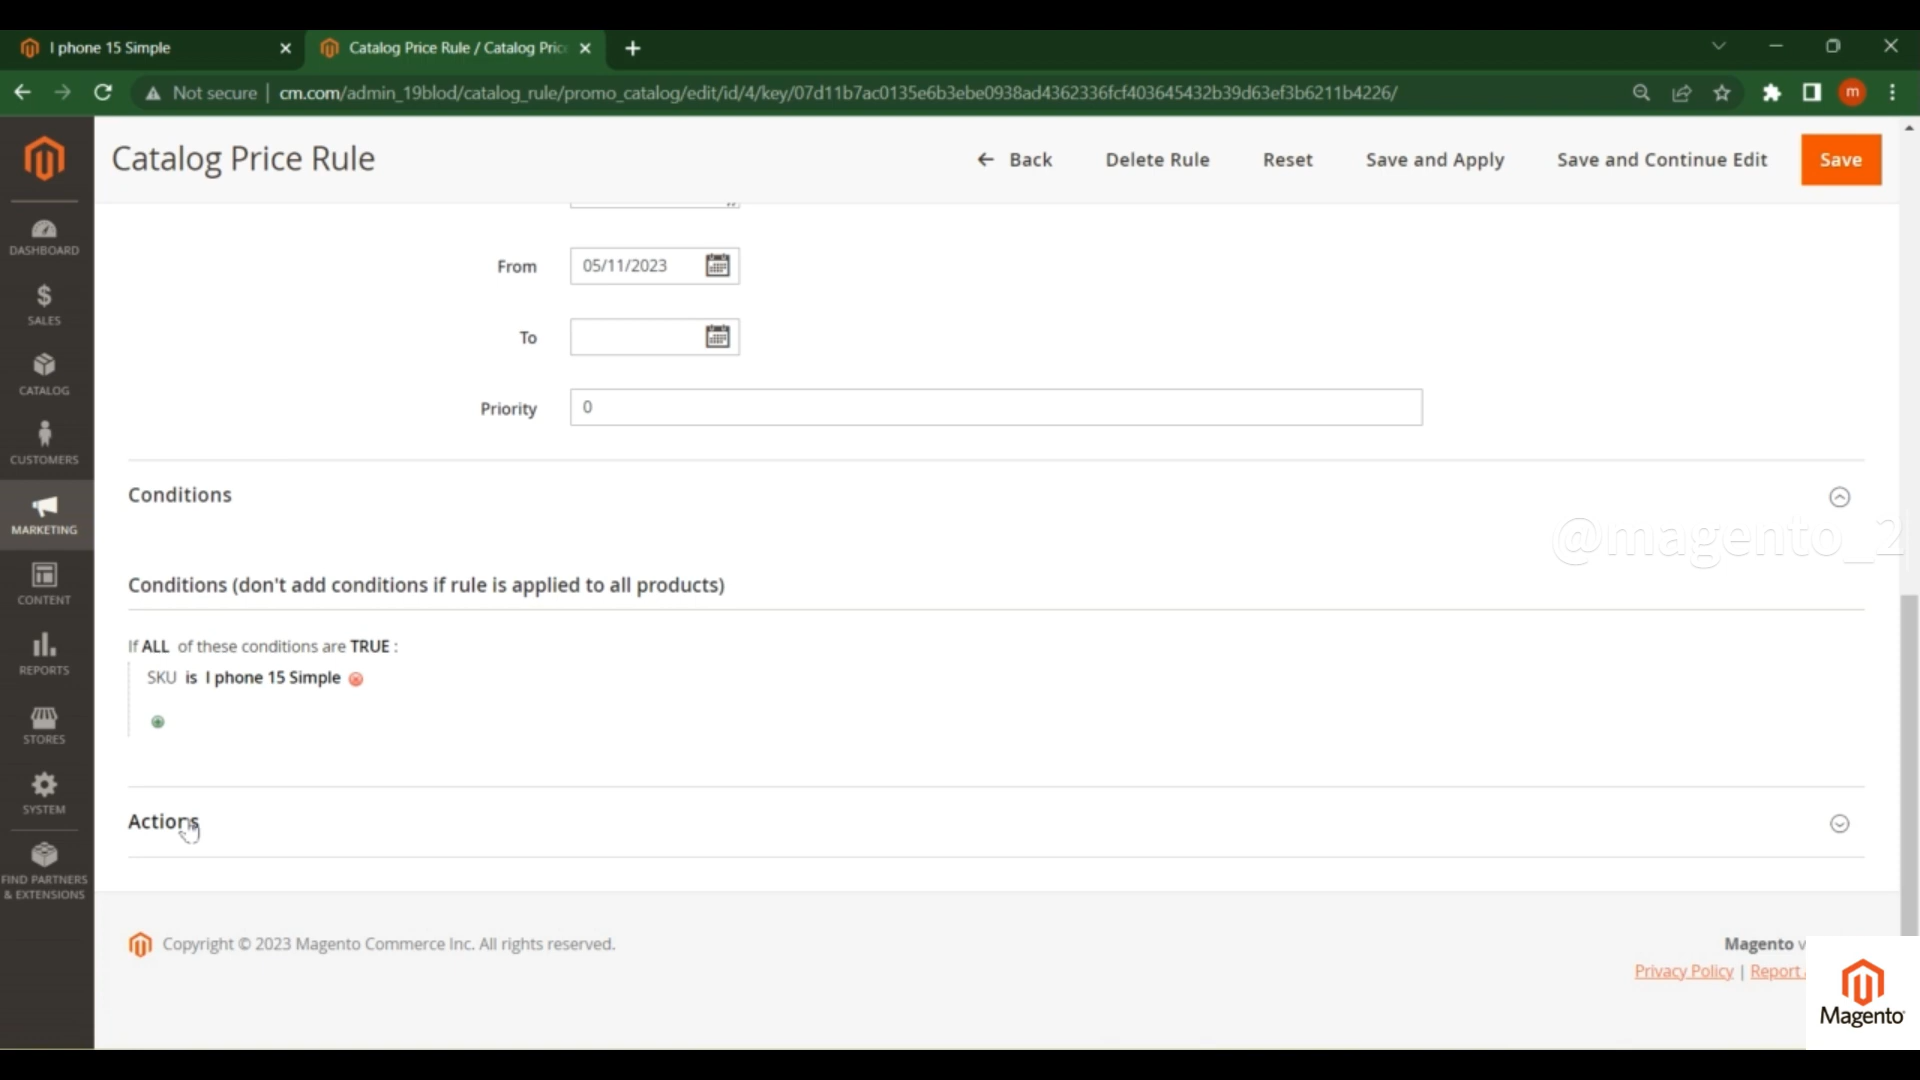 I phone 15 Simple
Catalog Price Rule / Catalog Pric
Not secure
cm.com/admin_19blod/catalog_rule/promo_catalog/edit/id/4/key/07d11b7ac0135e6b3ebe0938ad4362336fcf403645432b39d63ef3b6211b4226/
m
Catalog Price Rule
Back
Delete Rule
Reset
Save and Apply
Save and Continue Edit
Save
DASHBOARD
SALES
CATALOG
CUSTOMERS
MARKETING
CONTENT
REPORTS
STORES
SYSTEM
FIND PARTNERS
& EXTENSIONS
From
05/11/2023
To
Priority
0
Conditions
@magento_2
Conditions (don't add conditions if rule is applied to all products)
If ALL of these conditions are TRUE :
SKU is I phone 15 Simple
Actions
Copyright © 2023 Magento Commerce Inc. All rights reserved.
Magento v
Privacy Policy | Report
Magento